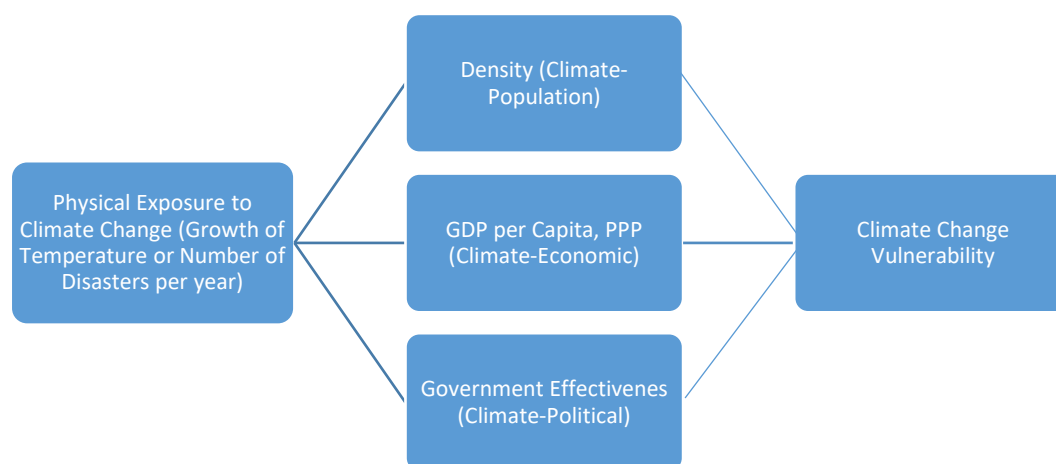 Physical Exposure to
Climate Change (Growth of
Temperature or Number of
Disasters per year)
Density (Climate-
Population)
GDP per Capita, PPP
(Climate-Economic)
Government Effectivenes
(Climate-Political)
Climate Change
Vulnerability